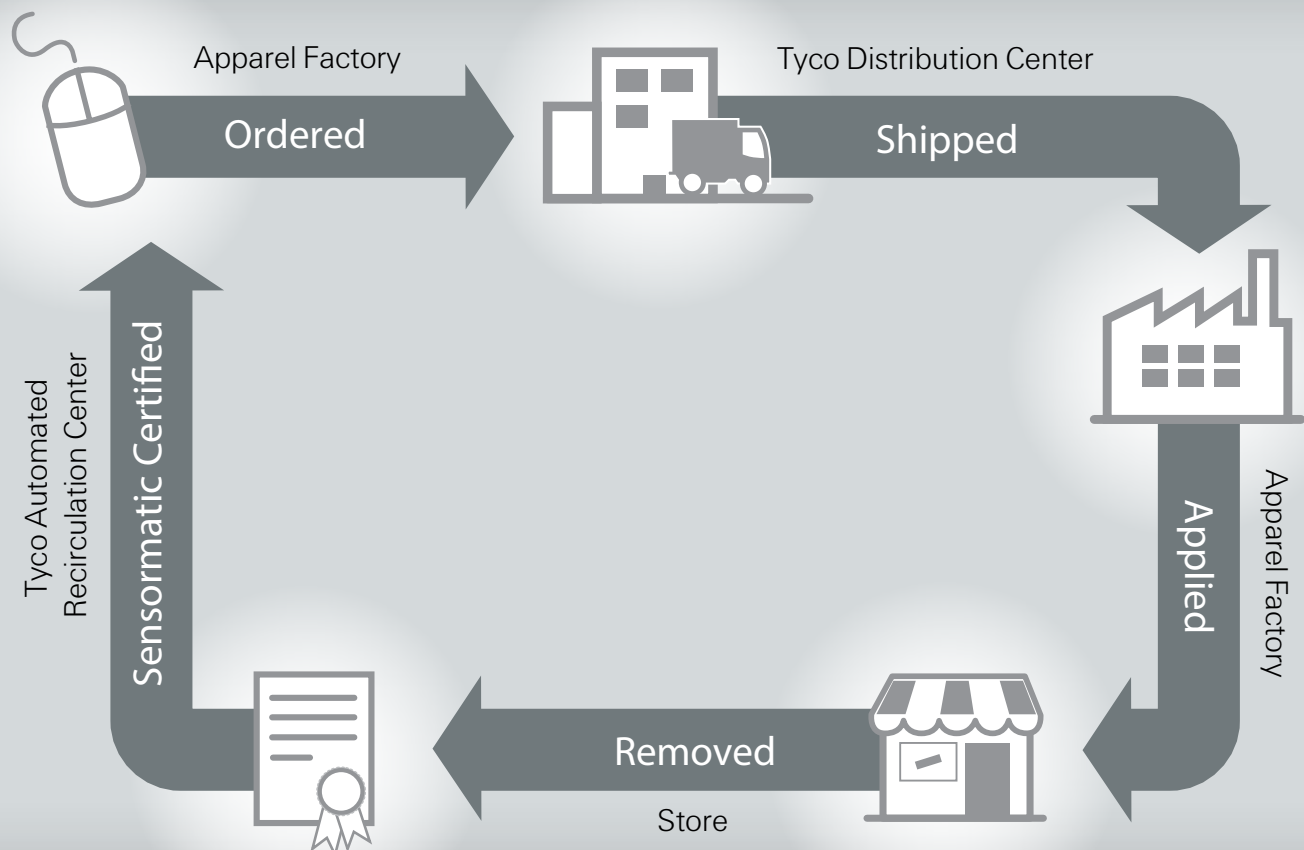 Apparel Factory
Ordered
Tyco Distribution Center
Shipped
Applied
Apparel Factory
Removed
Store
Sensormatic Certified
Tyco Automated
Recirculation Center